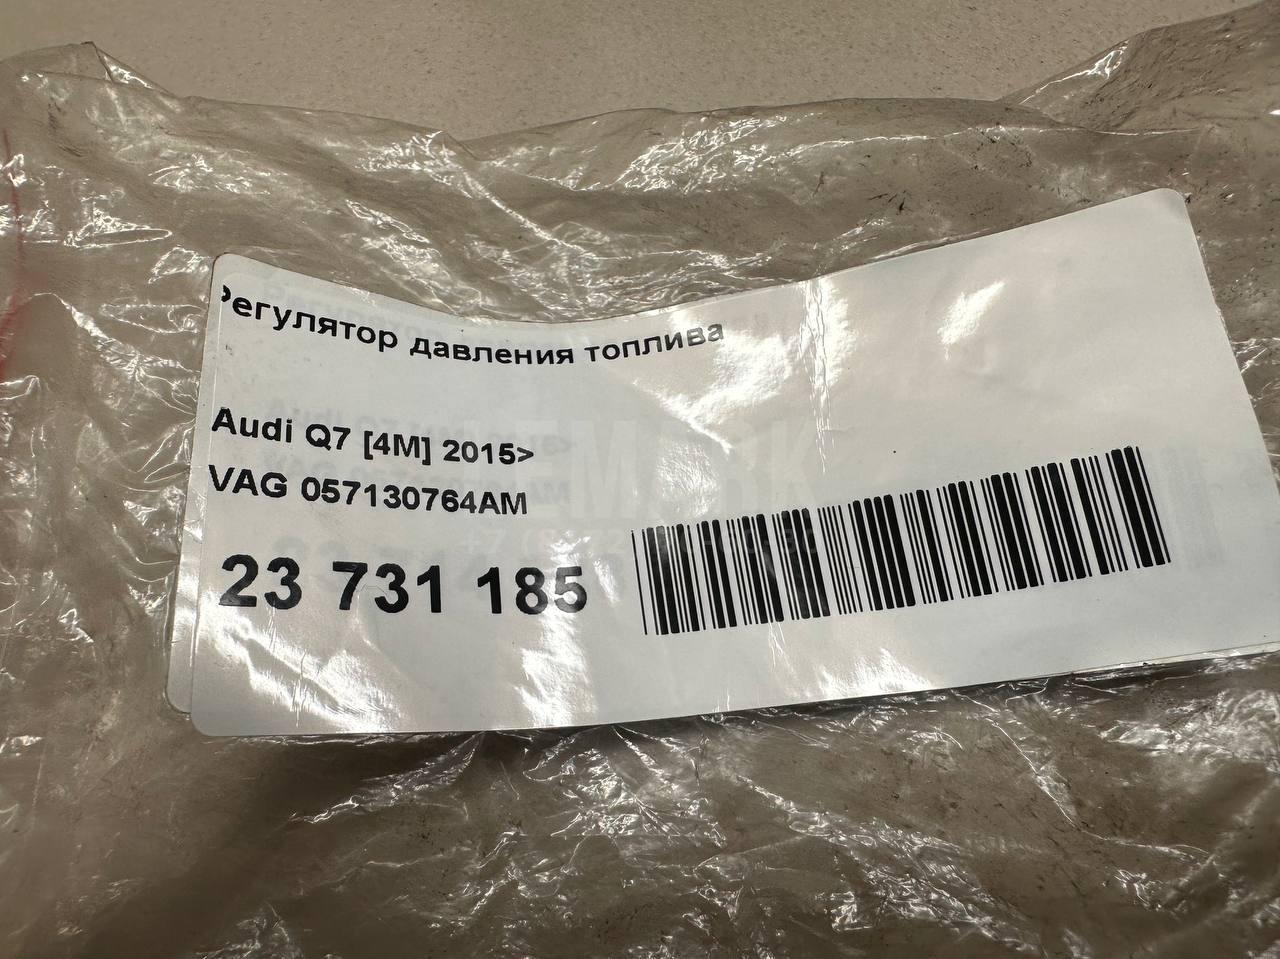 Регулятор давления топлива
Audi Q7 [4M] 2015>
VAG 057130764AM
23 731 185